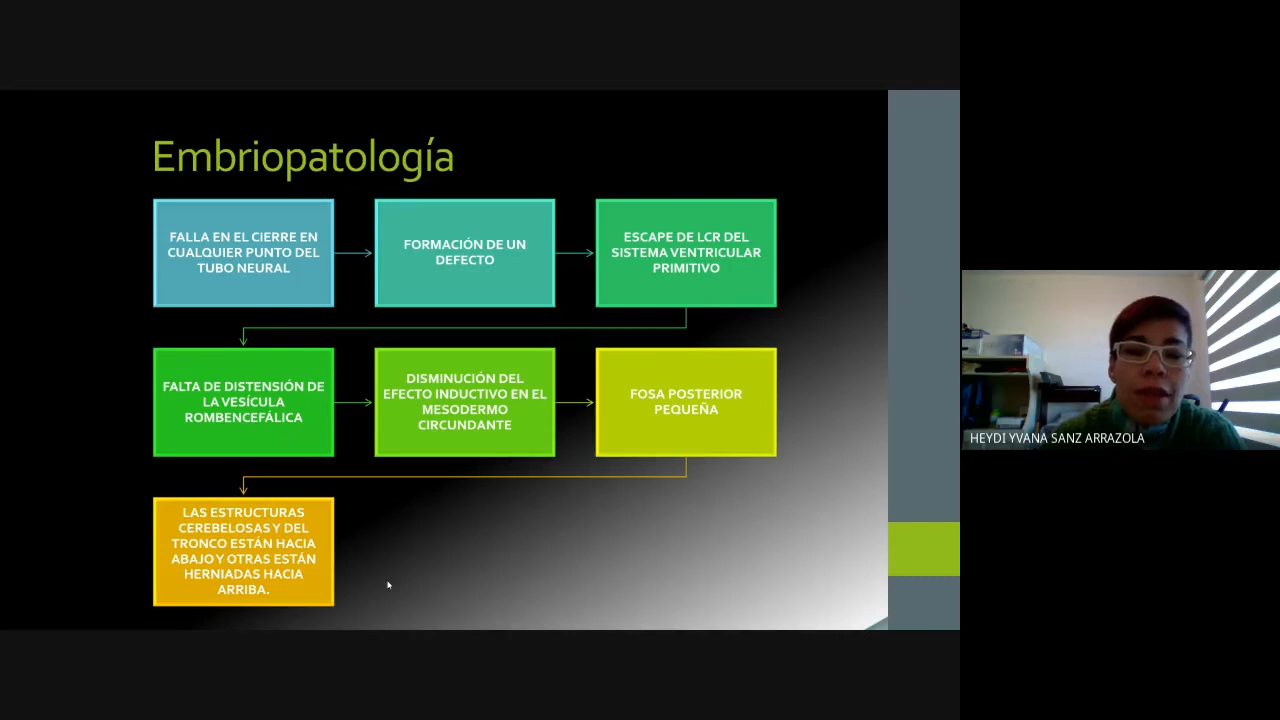 Embriopatología
FALLA EN EL CIERRE EN
CUALQUIER PUNTO DEL
TUBO NEURAL
FORMACIÓN DE UN
DEFECTO
ESCAPE DE LCR DEL
SISTEMA VENTRICULAR
PRIMITIVO
FALTA DE DISTENSIÓN DE
LA VESÍCULA
ROMBENCEFÁLICA
DISMINUCIÓN DEL
EFECTO INDUCTIVO EN EL
MESODERMO
CIRCUNDANTE
FOSA POSTERIOR
PEQUEÑA
LAS ESTRUCTURAS
CEREBELOSAS Y DEL
TRONCO ESTÁN HACIA
ABAJO Y OTRAS ESTÁN
HERNIADAS HACIA
ARRIBA.
HEYDI YVANA SANZ ARRAZOLA